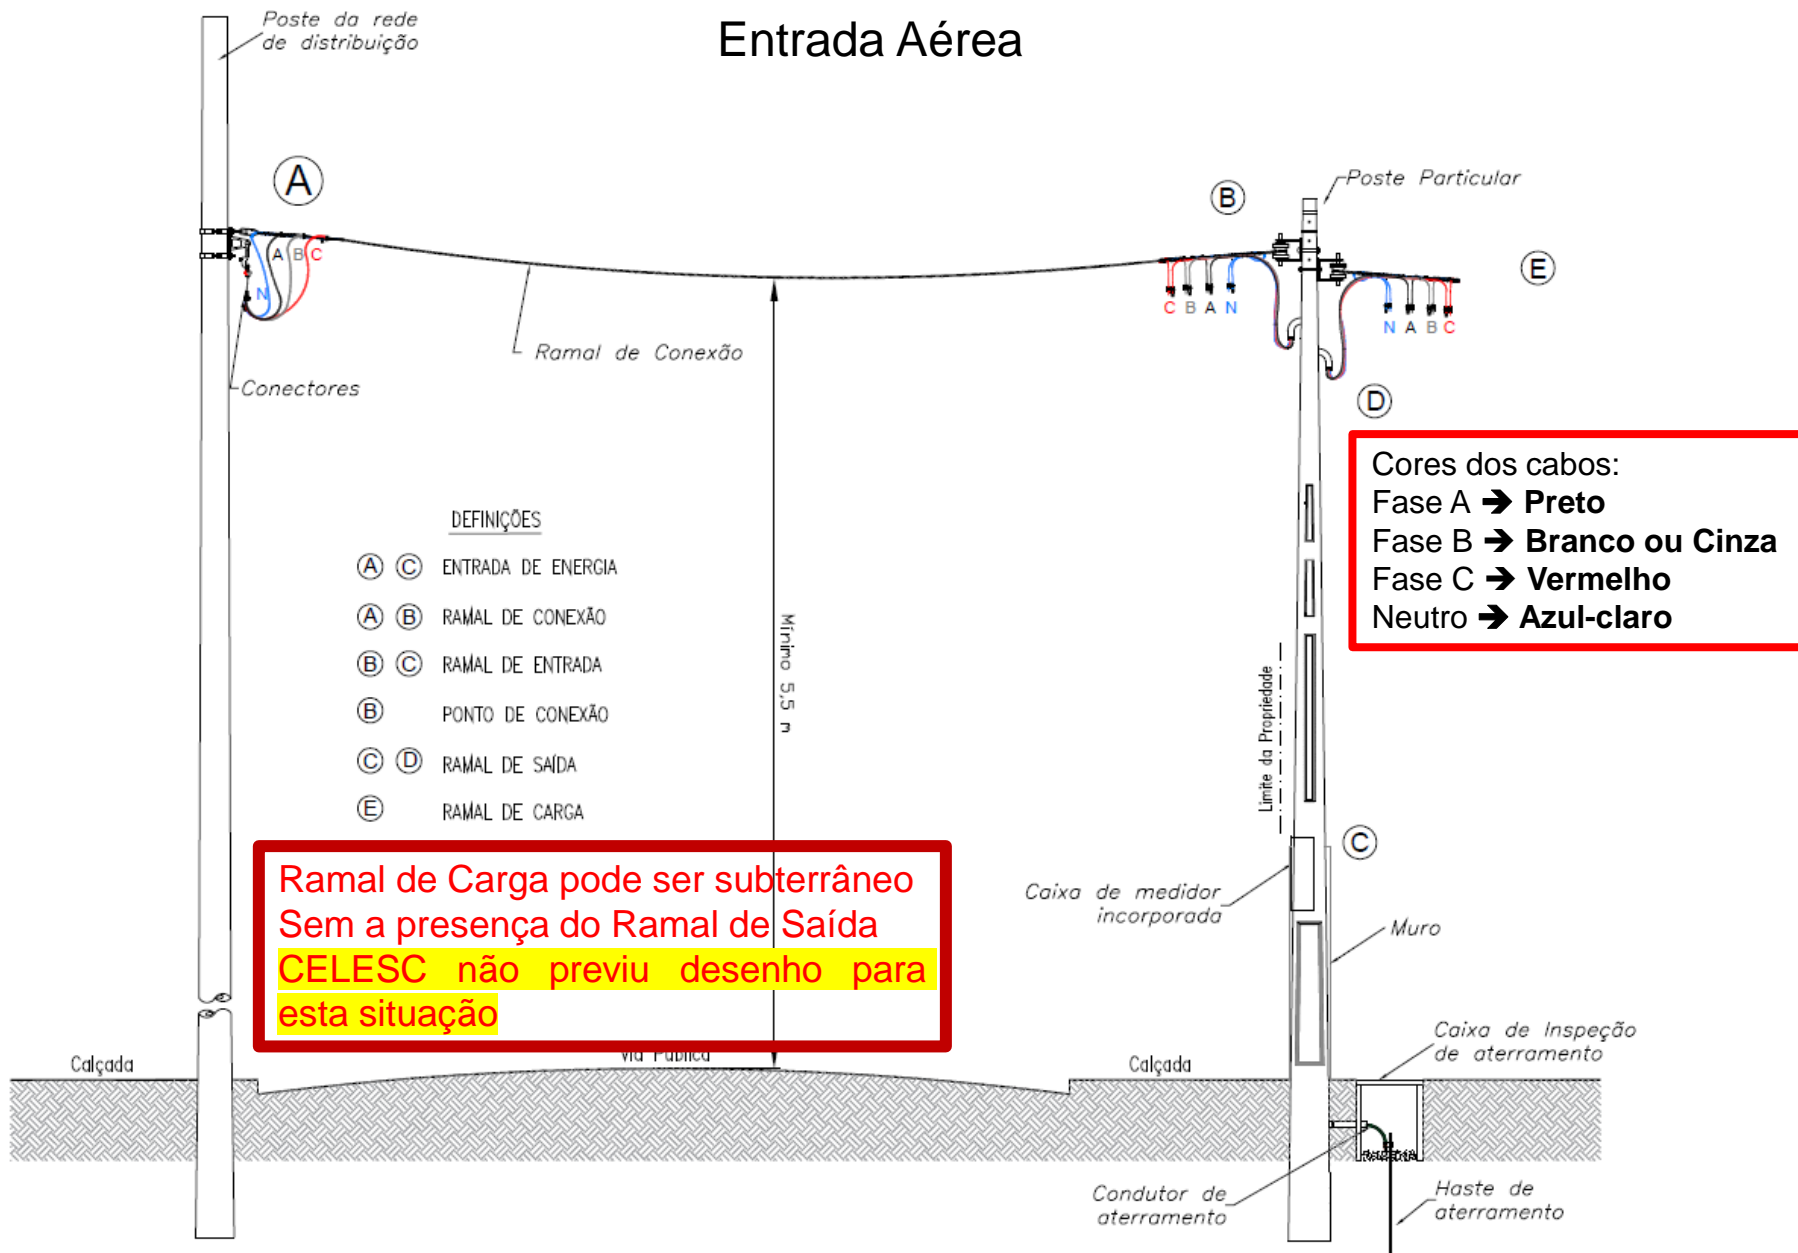 Entrada Aérea
Poste da rede
de distribuição
A
A
B
C
N
Conectores
Ramal de Conexão
B
C B A N
Poste Particular
E
N A B C
D
Cores dos cabos:
Fase A ➔ Preto
Fase B ➔ Branco ou Cinza
Fase C ➔ Vermelho
Neutro ➔ Azul-claro
DEFINIÇÕES
A C ENTRADA DE ENERGIA
A B RAMAL DE CONEXÃO
B C RAMAL DE ENTRADA
B PONTO DE CONEXÃO
C D RAMAL DE SAÍDA
E RAMAL DE CARGA
Mínimo 5,5 m
Limite da Propriedade
C
Caixa de medidor
incorporada
Muro
Ramal de Carga pode ser subterrâneo
Sem a presença do Ramal de Saída
CELESC não previu desenho para
esta situação
Calçada
Via Pública
Calçada
Caixa de Inspeção
de aterramento
Condutor de
aterramento
Haste de
aterramento